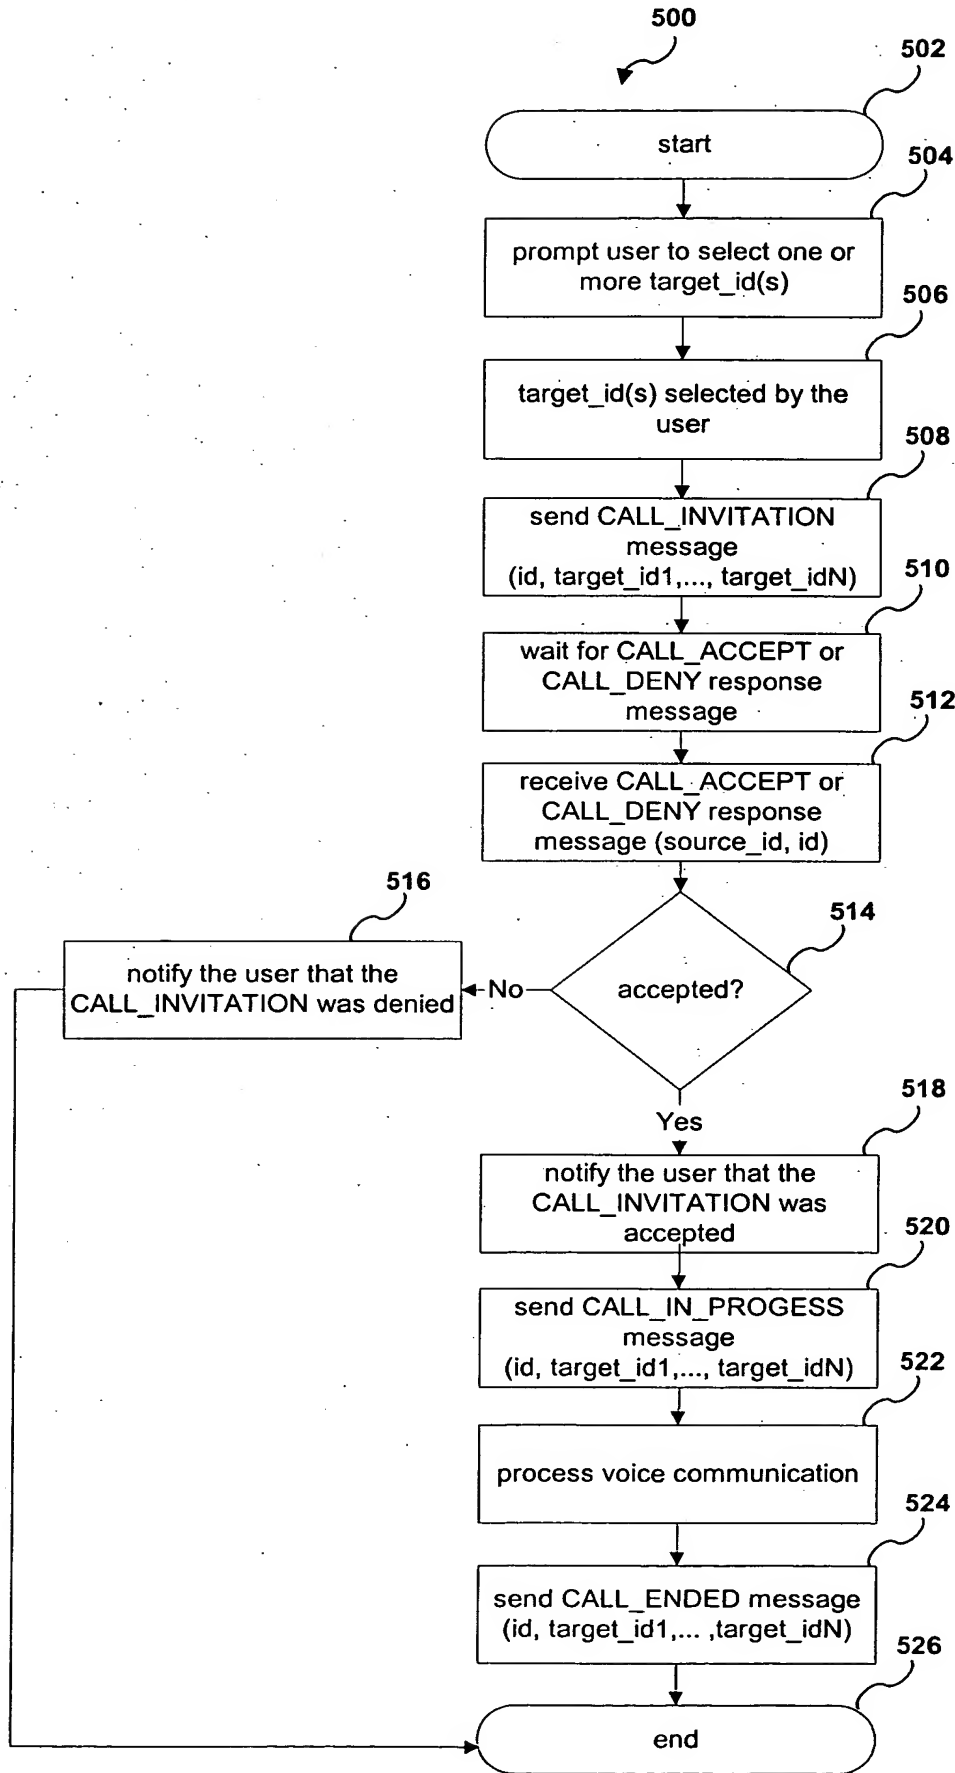 500
502
start
504
prompt user to select one or
more target_id(s)
506
target_id(s) selected by the
user
508
send CALL_INVITATION
message
(id, target_id1,..., target_idN)
510
wait for CALL_ACCEPT or
CALL_DENY response
message
512
receive CALL_ACCEPT or
CALL_DENY response
message (source_id, id)
516
514
notify the user that the
CALL_INVITATION was denied
No
accepted?
Yes
518
notify the user that the
CALL_INVITATION was
accepted
520
send CALL_IN_PROGESS
message
(id, target_id1,..., target_idN)
522
process voice communication
524
send CALL_ENDED message
(id, target_id1,... ,target_idN)
526
end